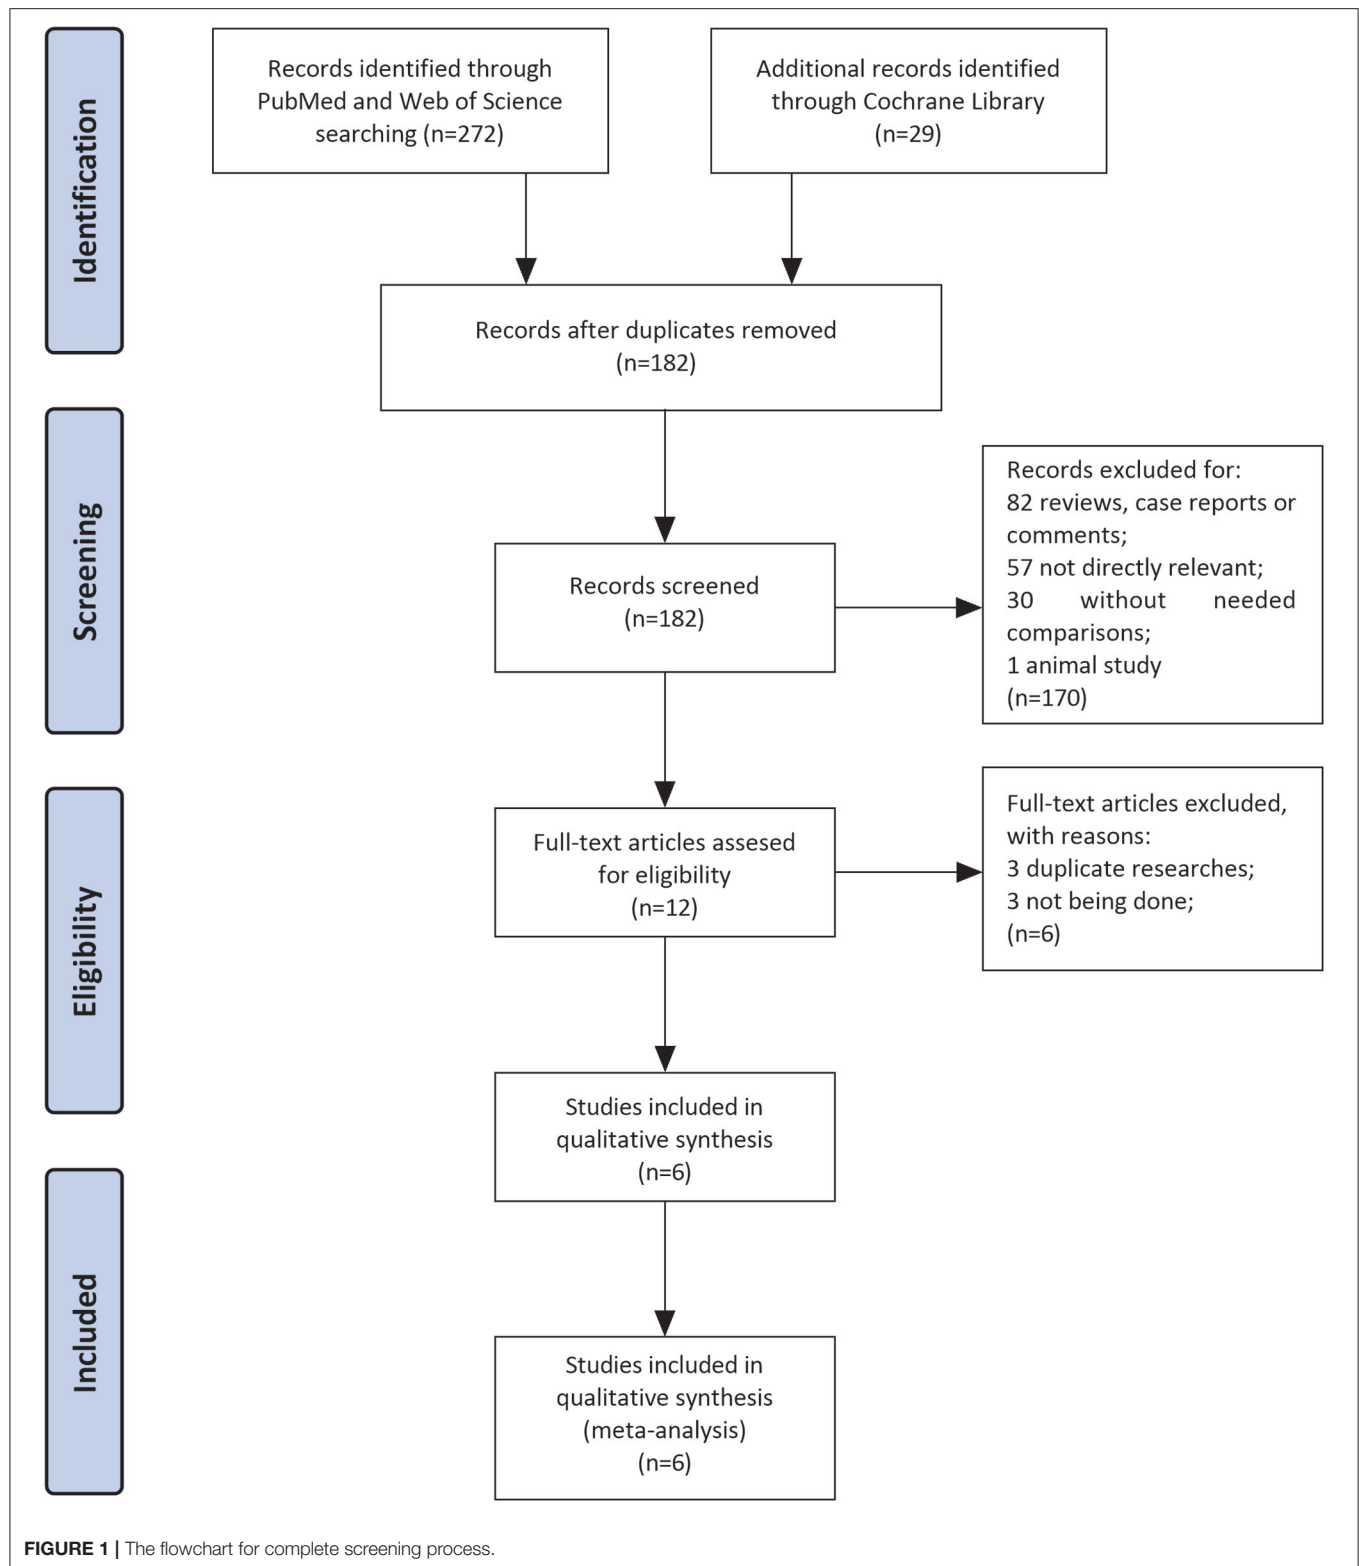 Identification
Records identified through
PubMed and Web of Science
searching (n=272)
Additional records identified
through Cochrane Library
(n=29)
Records after duplicates removed
(n=182)
Screening
Records screened
(n=182)
Records excluded for:
82 reviews, case reports or
comments;
57 not directly relevant;
30 without needed
comparisons;
1 animal study
(n=170)
Eligibility
Full-text articles assesed
for eligibility
(n=12)
Full-text articles excluded,
with reasons:
3 duplicate researches;
3 not being done;
(n=6)
Studies included in
qualitative synthesis
(n=6)
Included
Studies included in
qualitative synthesis
(meta-analysis)
(n=6)
FIGURE 1 | The flowchart for complete screening process.